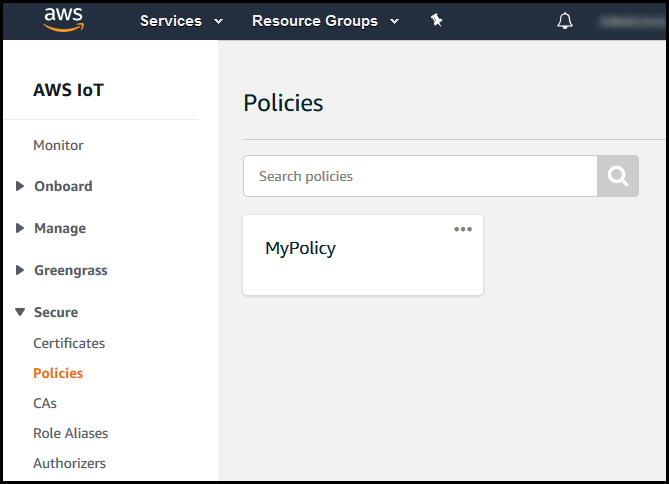 aws Services Resource Groups
AWS IoT
Monitor
Onboard
Manage
Greengrass
Secure
Certificates
Policies
CAs
Role Aliases
Authorizers
Policies
Search policies
MyPolicy